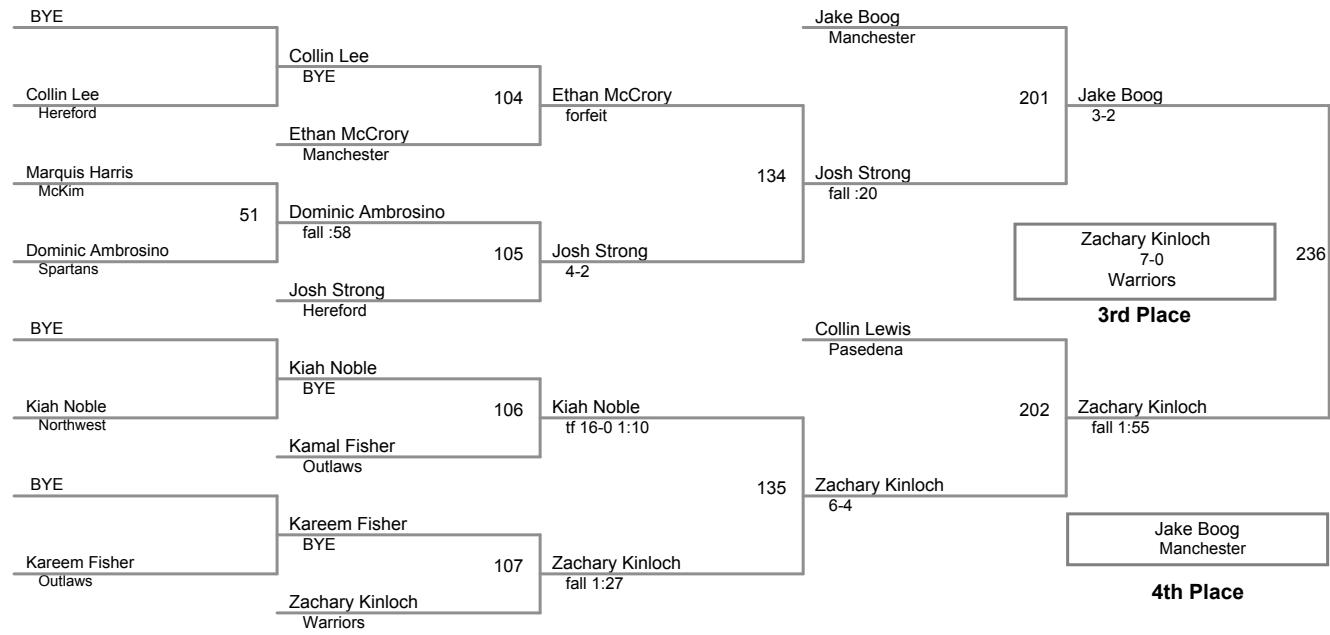 BYE
Collin Lee
BYE
Collin Lee
Hereford
104
Ethan McCrory
forfeit
Ethan McCrory
Manchester
Marquis Harris
McKim
51
Dominic Ambrosino
fall :58
Dominic Ambrosino
Spartans
105
Josh Strong
4-2
Josh Strong
Hereford
134
Josh Strong
fall :20
Jake Boog
Manchester
201
Jake Boog
3-2
BYE
Kiah Noble
BYE
Kiah Noble
Northwest
106
Kiah Noble
tf 16-0 1:10
Kamal Fisher
Outlaws
BYE
Kareem Fisher
BYE
Kareem Fisher
Outlaws
107
Zachary Kinloch
fall 1:27
Zachary Kinloch
Warriors
135
Zachary Kinloch
6-4
Collin Lewis
Pasedena
202
Zachary Kinloch
fall 1:55
236
Zachary Kinloch
7-0
Warriors
3rd Place
Jake Boog
Manchester
4th Place